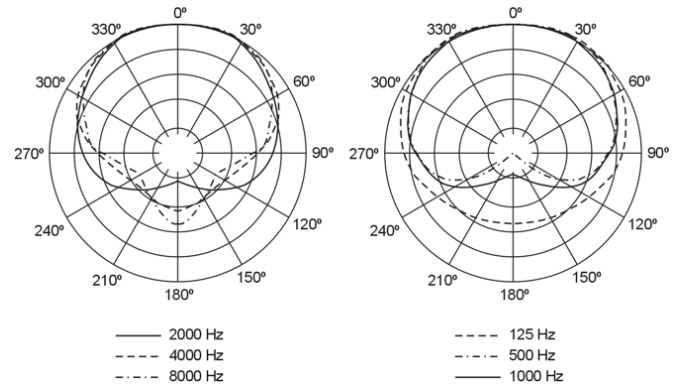 0º 0º
330º 30º 330º 30º
300º 60º 300º 60º
270º 90º 270º 90º
240º 120º 240º 120º
210º 150º 210º 150º
180º 180º
2000 Hz 125 Hz
4000 Hz 500 Hz
8000 Hz 1000 Hz